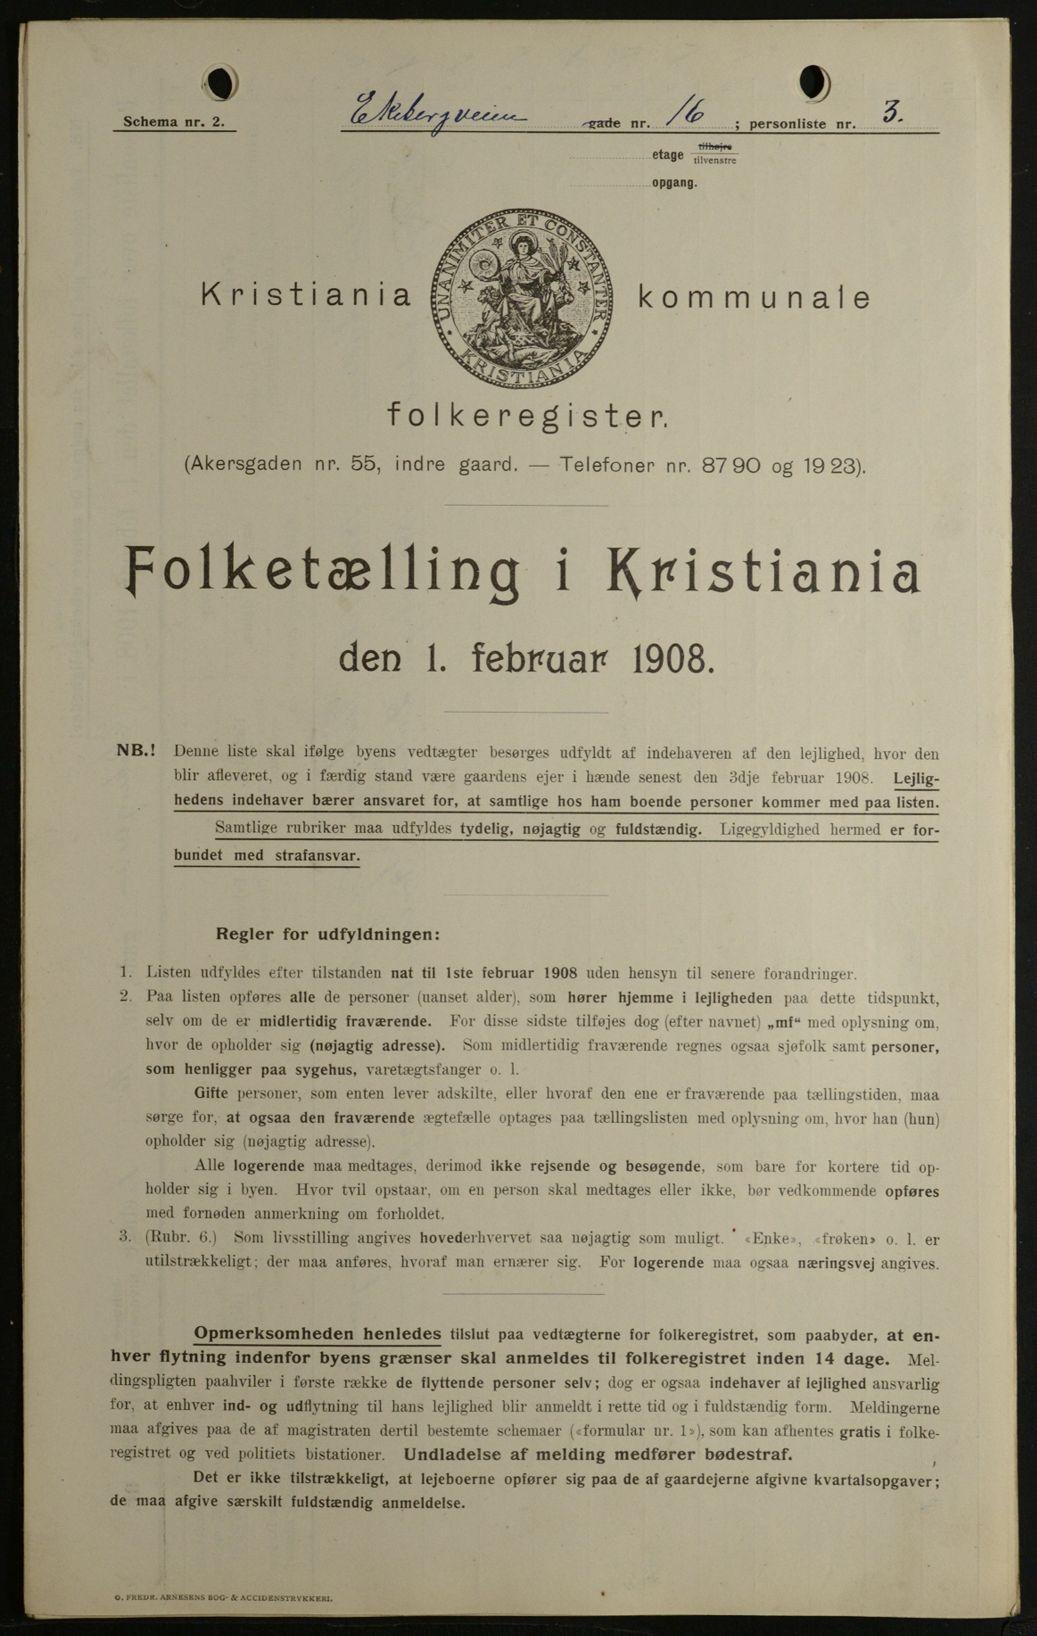 Schema nr. 2. Ekebergveien gade nr. 16 ; personliste nr. 3.
etage tilhøjre
tilvenstre
opgang.
UNANIMITER ET CONSTANTER
KRISTIANIA
Kristiania kommunale
folkeregister.
(Akersgaden nr. 55, indre gaard. — Telefoner nr. 87 90 og 19 23).
Folketælling i Kristiania
den 1. februar 1908.
NB.! Denne liste skal ifølge byens vedtægter besørges udfyldt af indehaveren af den lejlighed, hvor den
blir afleveret, og i færdig stand være gaardens ejer i hænde senest den 3dje februar 1908. Lejlig-
hedens indehaver bærer ansvaret for, at samtlige hos ham boende personer kommer med paa listen.
Samtlige rubriker maa udfyldes tydelig, nøjagtig og fuldstændig. Ligegyldighed hermed er for-
bundet med strafansvar.
Regler for udfyldningen:
1. Listen udfyldes efter tilstanden nat til 1ste februar 1908 uden hensyn til senere forandringer.
2. Paa listen opføres alle de personer (uanset alder), som hører hjemme i lejligheden paa dette tidspunkt,
selv om de er midlertidig fraværende. For disse sidste tilføjes dog (efter navnet) „mf“ med oplysning om,
hvor de opholder sig (nøjagtig adresse). Som midlertidig fraværende regnes ogsaa sjøfolk samt personer,
som henligger paa sygehus, varetægtsfanger o. l.
Gifte personer, som enten lever adskilte, eller hvoraf den ene er fraværende paa tællingstiden, maa
sørge for, at ogsaa den fraværende ægtefælle optages paa tællingslisten med oplysning om, hvor han (hun)
opholder sig (nøjagtig adresse).
Alle logerende maa medtages, derimod ikke rejsende og besøgende, som bare for kortere tid op-
holder sig i byen. Hvor tvil opstaar, om en person skal medtages eller ikke, bør vedkommende opføres
med fornøden anmerkning om forholdet.
3. (Rubr. 6.) Som livsstilling angives hovederhvervet saa nøjagtig som muligt. «Enke», «frøken» o. l. er
utilstrækkeligt; der maa anføres, hvoraf man ernærer sig. For logerende maa ogsaa næringsvej angives.
Opmerksomheden henledes tilslut paa vedtægterne for folkeregistret, som paabyder, at en-
hver flytning indenfor byens grænser skal anmeldes til folkeregistret inden 14 dage. Mel-
dingspligten paahviler i første række de flyttende personer selv; dog er ogsaa indehaver af lejlighed ansvarlig
for, at enhver ind- og udflytning til hans lejlighed blir anmeldt i rette tid og i fuldstændig form. Meldingerne
maa afgives paa de af magistraten dertil bestemte schemaer («formular nr. 1»), som kan afhentes gratis i folke-
registret og ved politiets bistationer. Undladelse af melding medfører bødestraf.
Det er ikke tilstrækkeligt, at lejeboerne opfører sig paa de af gaardejerne afgivne kvartalsopgaver;
de maa afgive særskilt fuldstændig anmeldelse.
O. FREDR. ARNESENS BOG- & ACCIDENSTRYKKERI.